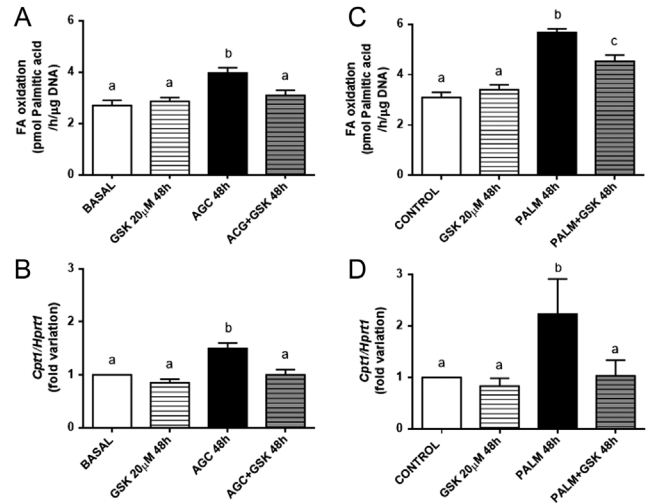 A
FA oxidation
(pmol Palmitic acid
/h/µg DNA)
6
4
2
0
a
a
b
a
BASAL
GSK 20µM 48h
AGC 48h
ACG+GSK 48h
C
FA oxidation
(pmol Palmitic acid
/h/µg DNA)
6
4
2
0
a
a
b
c
CONTROL
GSK 20µM 48h
PALM 48h
PALM+GSK 48h
B
Cpt1/Hprt1
(fold variation)
3
2
1
0
a
a
b
a
BASAL
GSK 20µM 48h
AGC 48h
AGC+GSK 48h
D
Cpt1/Hprt1
(fold variation)
3
2
1
0
a
a
b
a
CONTROL
GSK 20µM 48h
PALM 48h
PALM+GSK 48h